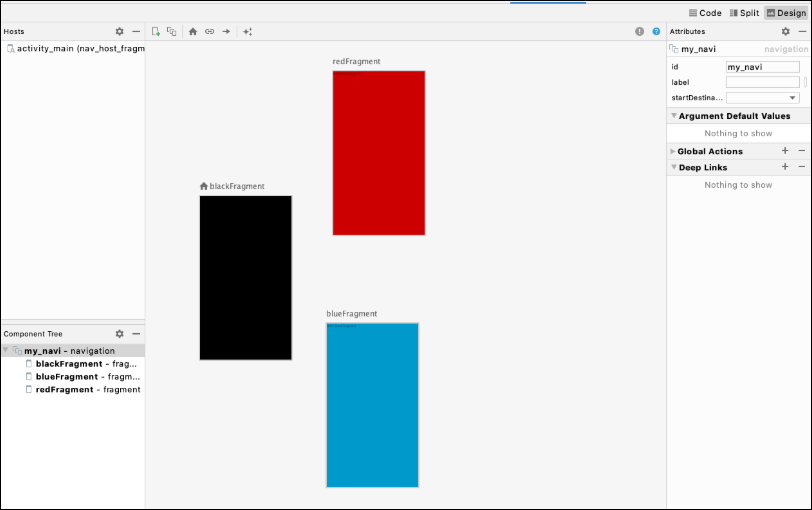 Code Split Design
Hosts
Attributes
activity_main (nav_host_fragm
my_navi navigation
id my_navi
label
startDestina...
Argument Default Values
Nothing to show
Global Actions
Deep Links
Nothing to show
redFragment
blackFragment
blueFragment
Component Tree
my_navi - navigation
blackFragment - frag...
blueFragment - fragm...
redFragment - fragment